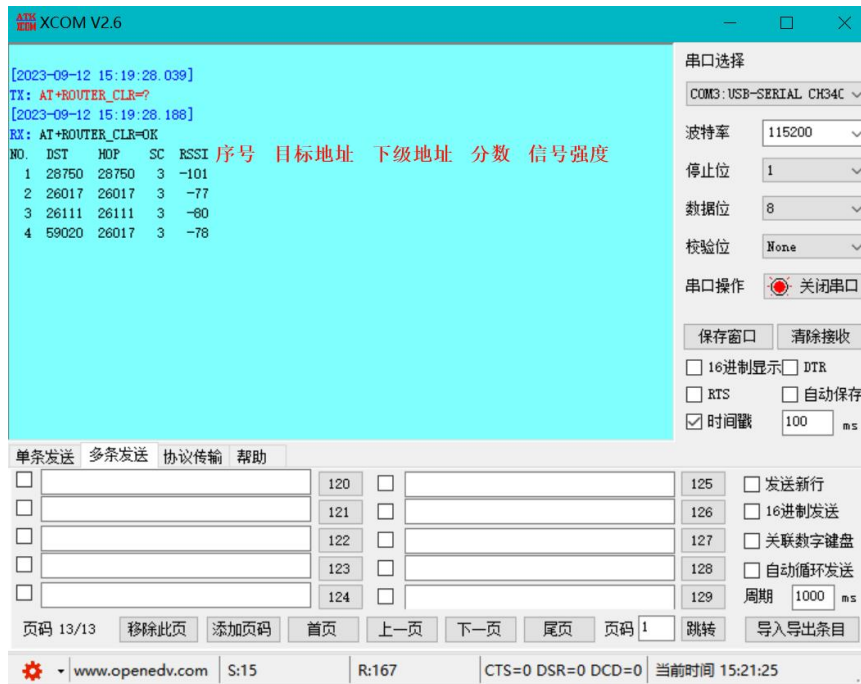 ATK XCOM XCOM V2.6
[2023-09-12 15:19:28.039]
TX: AT+ROUTER_CLR=?
[2023-09-12 15:19:28.188]
RX: AT+ROUTER_CLR=OK
NO. DST HOP SC RSSI 序号 目标地址 下级地址 分数 信号强度
1 28750 28750 3 -101
2 26017 26017 3 -77
3 26111 26111 3 -80
4 59020 26017 3 -78
串口选择
COM3:USB-SERIAL CH34C
波特率 115200
停止位 1
数据位 8
校验位 None
串口操作 关闭串口
保存窗口 清除接收
16进制显示 DTR
RTS 自动保存
时间戳 100 ms
单条发送 多条发送 协议传输 帮助
120 125 发送新行
121 126 16进制发送
122 127 关联数字键盘
123 128 自动循环发送
124 129 周期 1000 ms
页码 13/13 移除此页 添加页码 首页 上一页 下一页 尾页 页码 1 跳转 导入导出条目
www.openedv.com S:15 R:167 CTS=0 DSR=0 DCD=0 当前时间 15:21:25